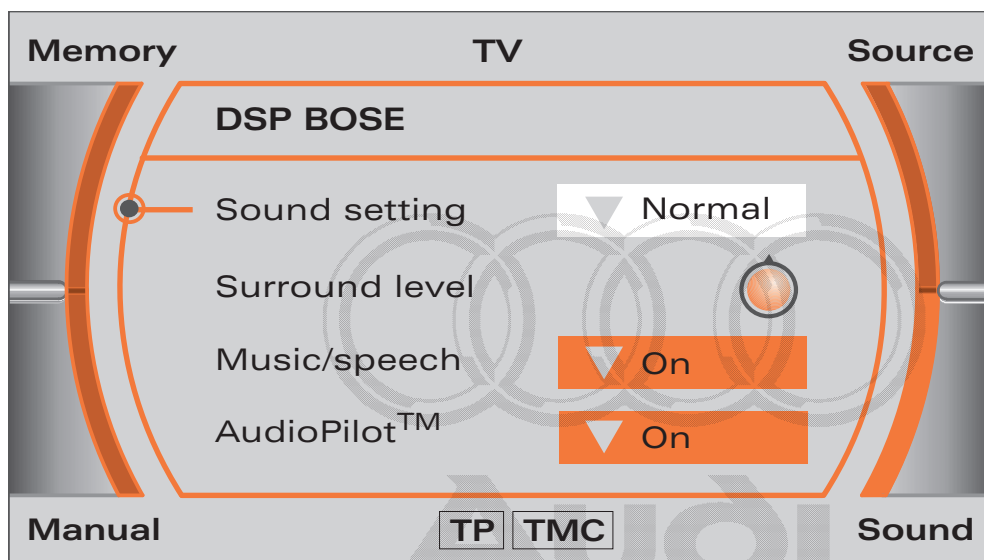 Memory TV Source
DSP BOSE
Sound setting Normal
Surround level
Music/speech On
AudioPilot™ On
Manual TP TMC Sound
Audi